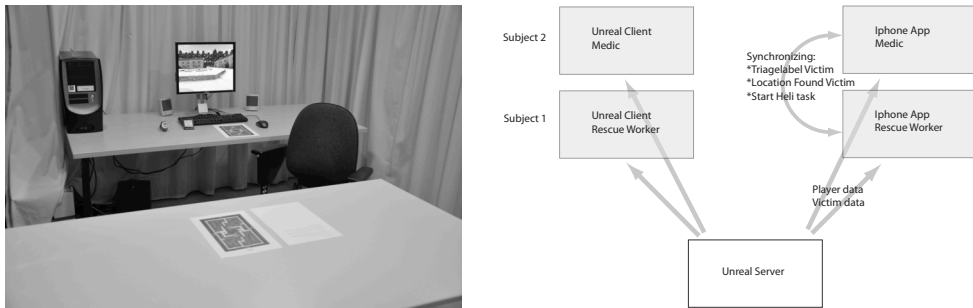 Subject 2
Unreal Client
Medic
Iphone App
Medic
Synchronizing:
*Triagelabel Victim
*Location Found Victim
*Start Heli task
Subject 1
Unreal Client
Rescue Worker
Iphone App
Rescue Worker
Player data
Victim data
Unreal Server